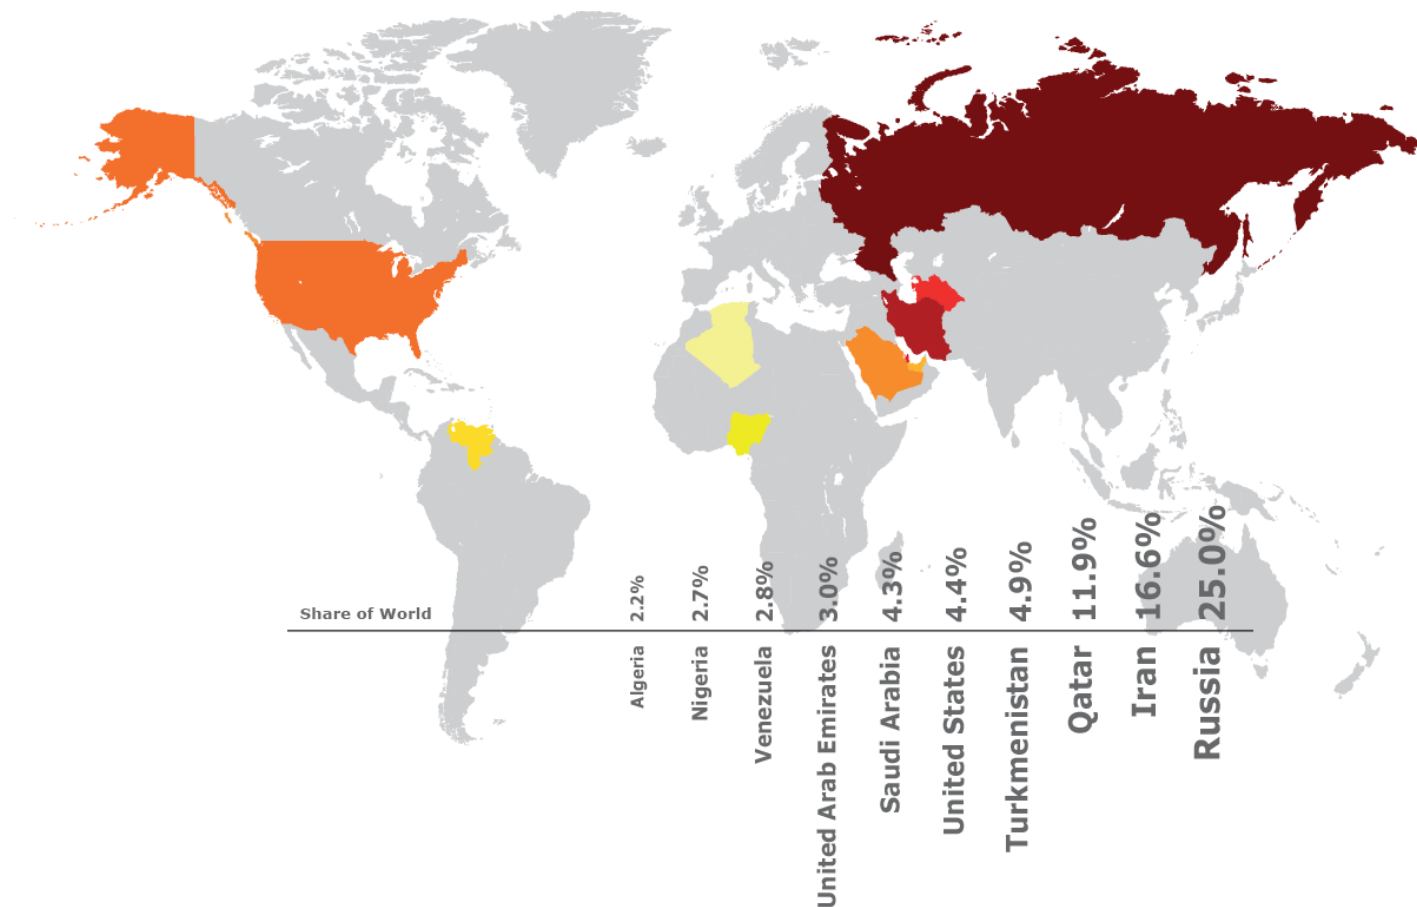 Share of World
2.2%
2.7%
2.8%
3.0%
4.3%
4.4%
4.9%
11.9%
16.6%
25.0%
Algeria
Nigeria
Venezuela
United Arab Emirates
Saudi Arabia
United States
Turkmenistan
Qatar
Iran
Russia